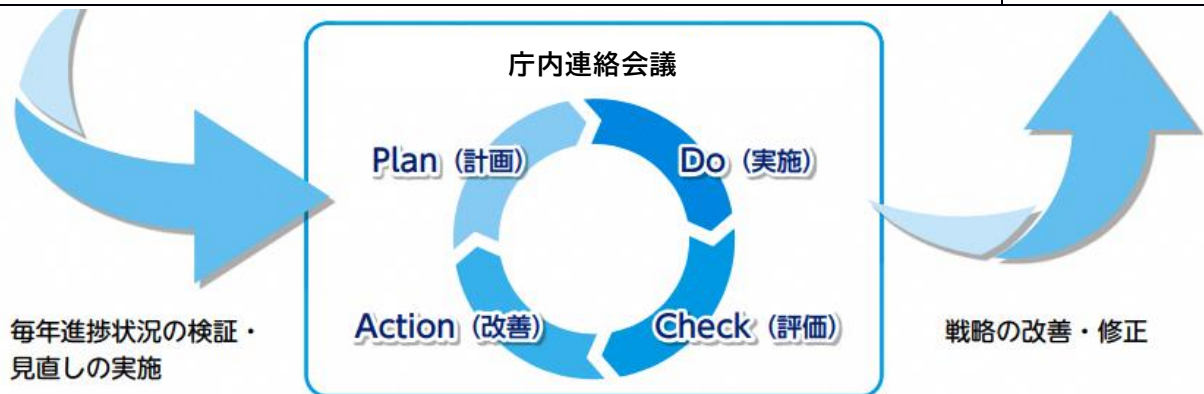 庁内連絡会議
Plan（計画）
Do（実施）
Action（改善）
Check（評価）
毎年進捗状況の検証・
見直しの実施
戦略の改善・修正